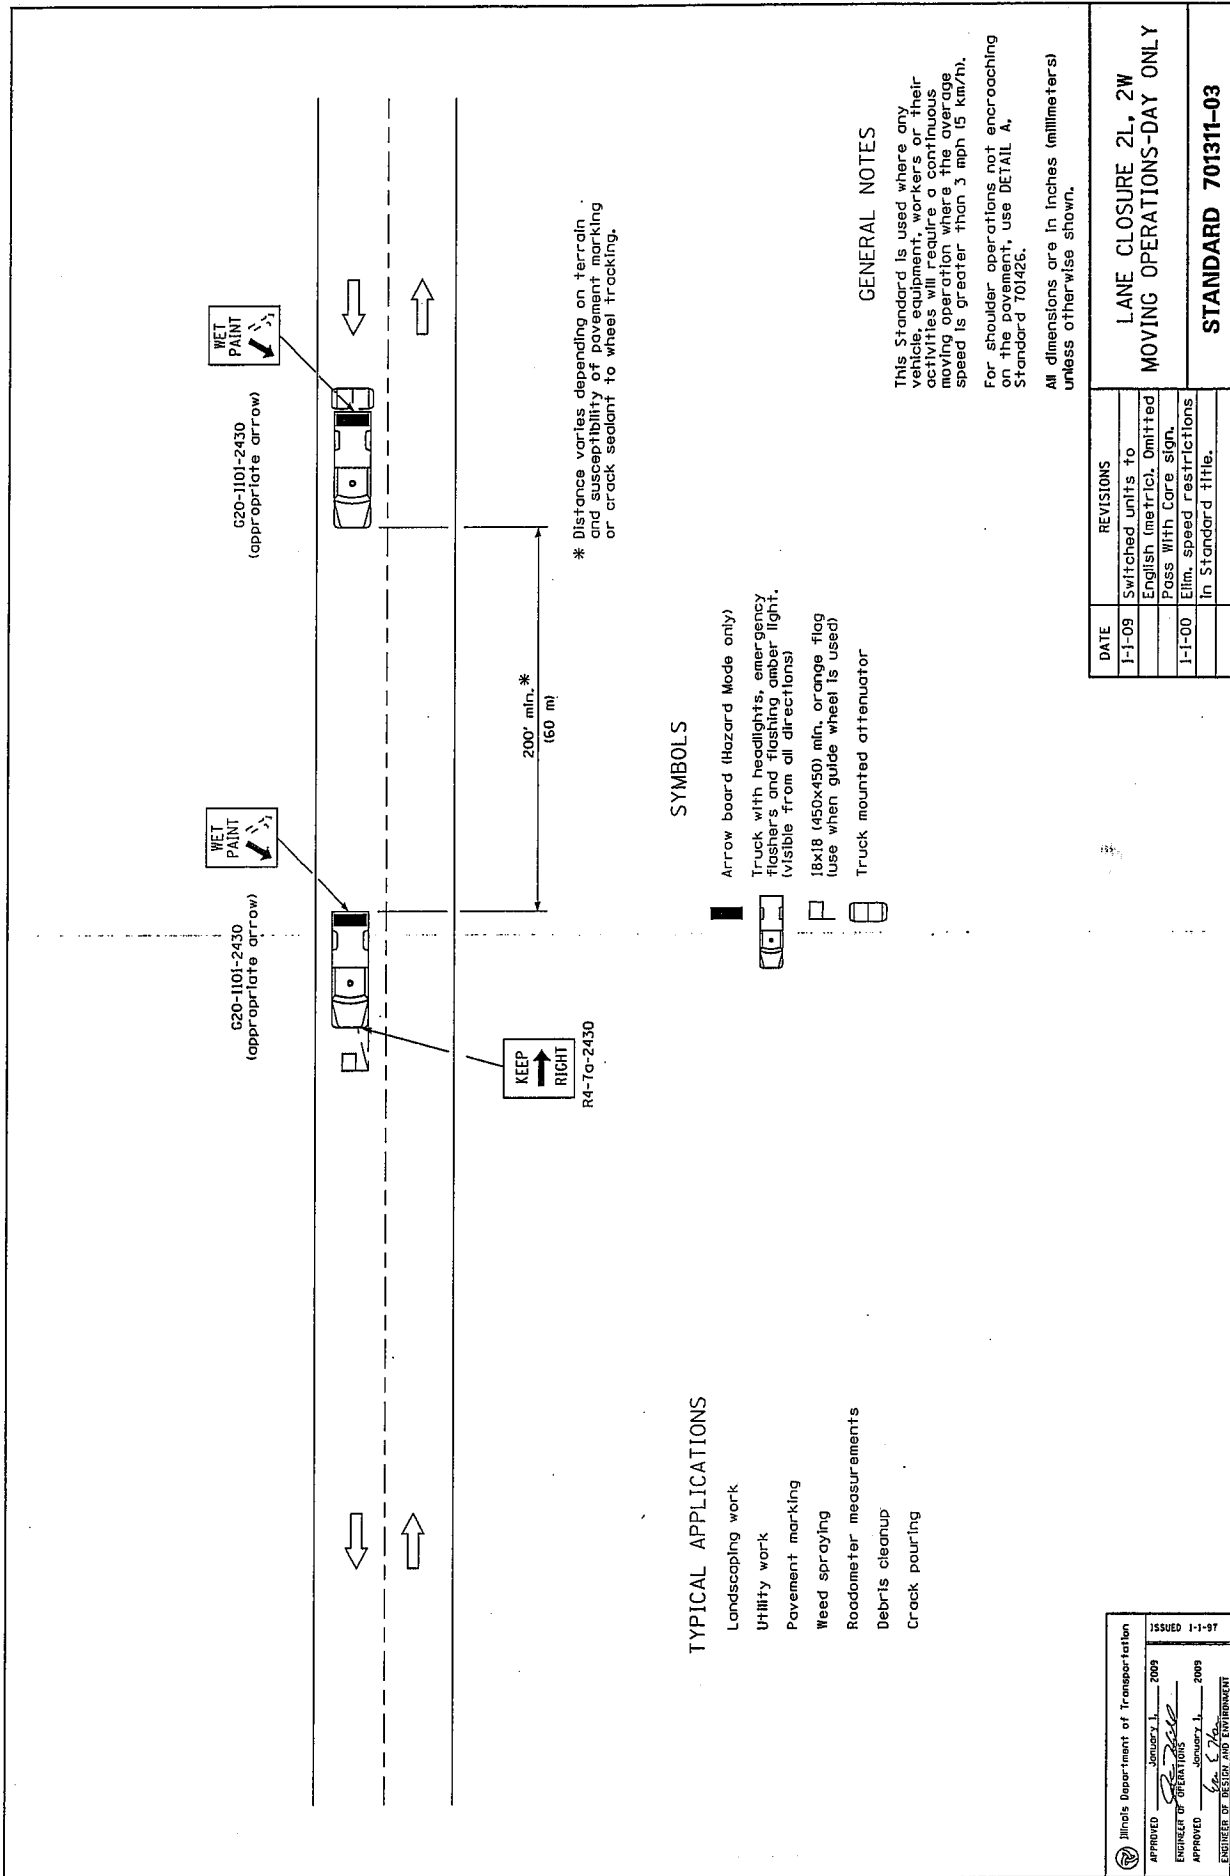 WET
PAINT
G20-1101-2430
(appropriate arrow)
WET
PAINT
G20-1101-2430
(appropriate arrow)
KEEP
RIGHT
R4-7a-2430
200' min.*
(60 m)
* Distance varies depending on terrain
and susceptibility of pavement marking
or crack sealant to wheel tracking.
TYPICAL APPLICATIONS
Landscaping work
Utility work
Pavement marking
Weed spraying
Roadometer measurements
Debris cleanup
Crack pouring
SYMBOLS
Arrow board (Hazard Mode only)
Truck with headlights, emergency
flashers and flashing amber light.
(visible from all directions)
18x18 (450x450) min. orange flag
(use when guide wheel is used)
Truck mounted attenuator
GENERAL NOTES
This Standard is used where any
vehicle, equipment, workers or their
activities will require a continuous
moving operation where the average
speed is greater than 3 mph (5 km/h).
For shoulder operations not encroaching
on the pavement, use DETAIL A,
Standard 701426.
All dimensions are in inches (millimeters)
unless otherwise shown.
Illinois Department of Transportation
APPROVED January 1, 2009
ENGINEER OF OPERATIONS
APPROVED January 1, 2009
ENGINEER OF DESIGN AND ENVIRONMENT
ISSUED 1-1-97
DATE REVISIONS
1-1-09 Switched units to
English (metric). Omitted
Pass With Care sign.
1-1-00 Elim. speed restrictions
in Standard title.
LANE CLOSURE 2L, 2W
MOVING OPERATIONS-DAY ONLY
STANDARD 701311-03